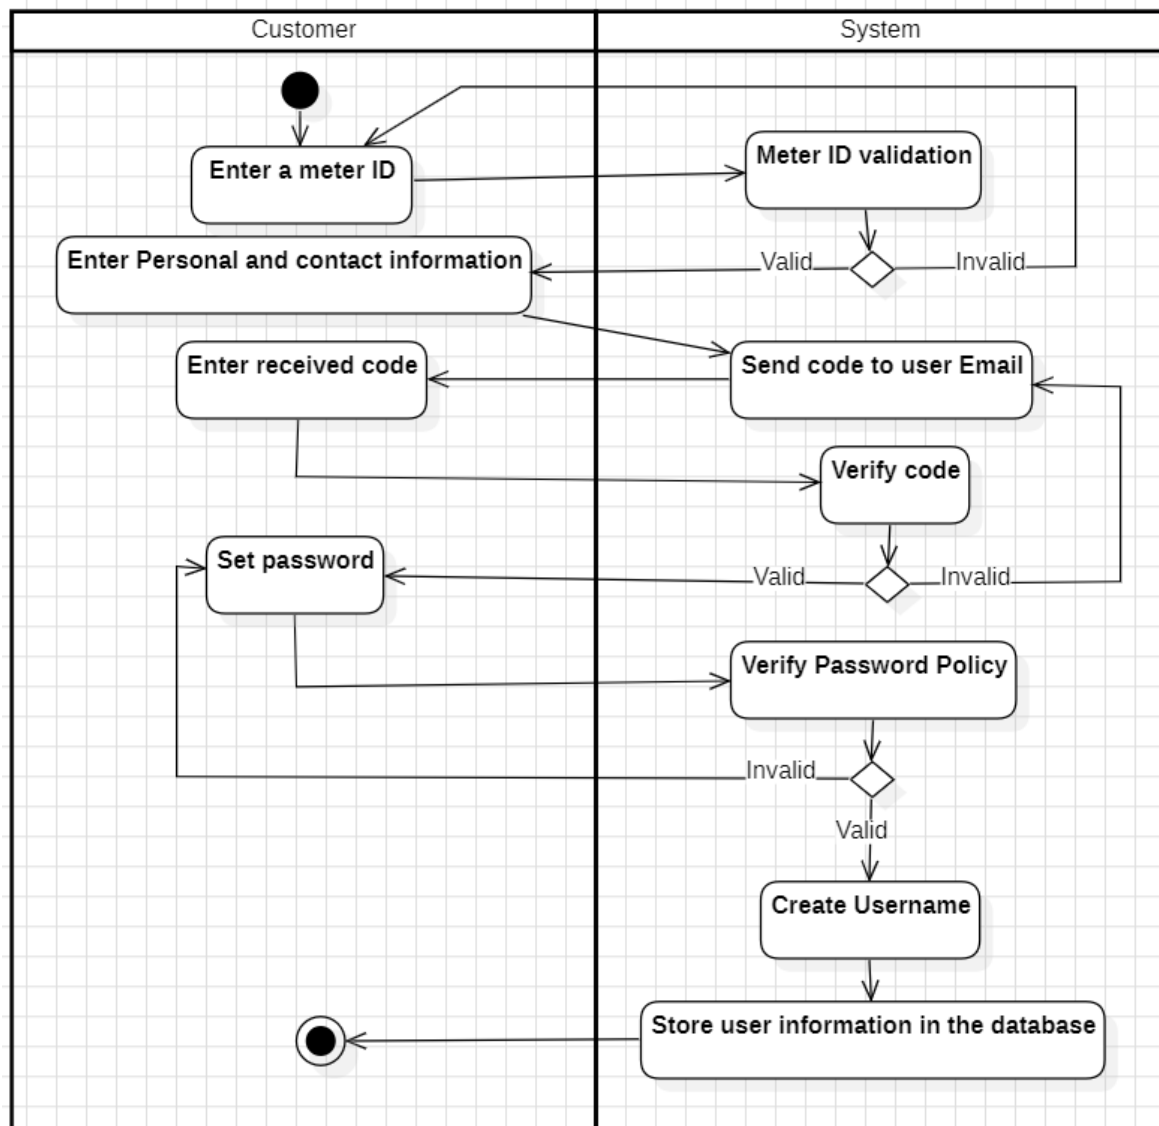 Customer
System
Enter a meter ID
Meter ID validation
Enter Personal and contact information
Valid
Invalid
Enter received code
Send code to user Email
Verify code
Set password
Valid
Invalid
Verify Password Policy
Invalid
Valid
Create Username
Store user information in the database